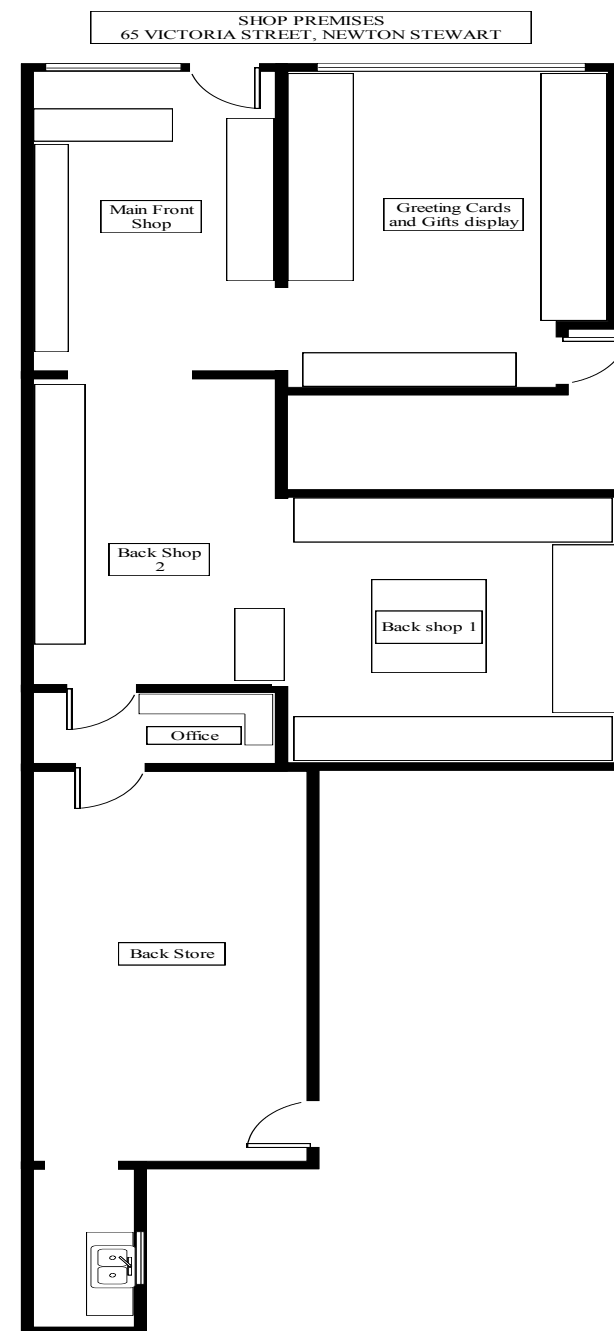 SHOP PREMISES
65 VICTORIA STREET, NEWTON STEWART
Main Front
Shop
Greeting Cards
and Gifts display
Back Shop
2
Back shop 1
Office
Back Store